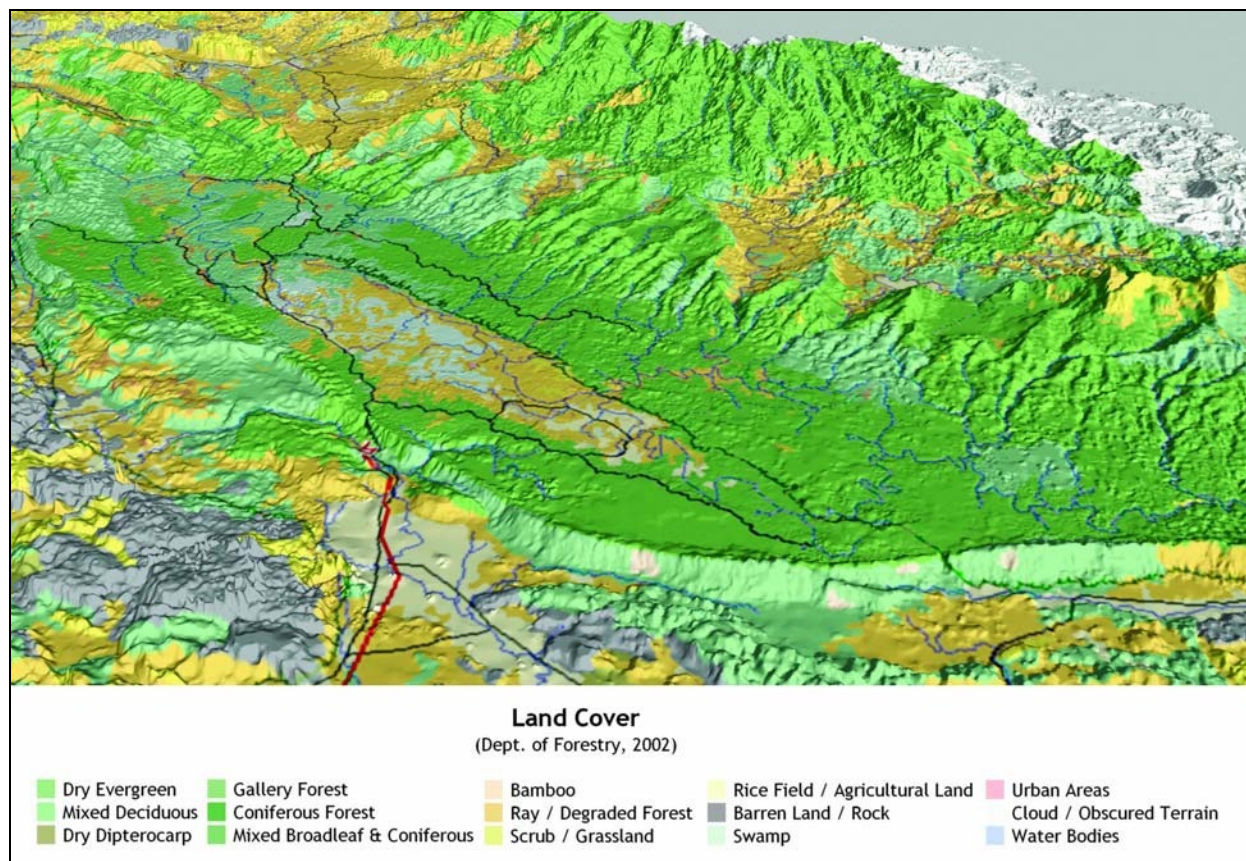 Land Cover
(Dept. of Forestry, 2002)
Dry Evergreen
Mixed Deciduous
Dry Dipterocarp
Gallery Forest
Coniferous Forest
Mixed Broadleaf & Coniferous
Bamboo
Ray / Degraded Forest
Scrub / Grassland
Rice Field / Agricultural Land
Barren Land / Rock
Swamp
Urban Areas
Cloud / Obscured Terrain
Water Bodies